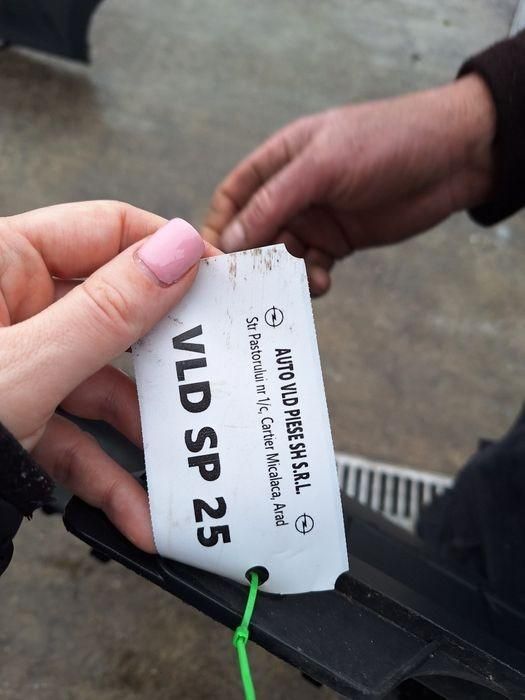 AUTO VLD PIESE SH S.R.L.
Str Pastorului nr 1/c, Cartier Micalaca, Arad
VLD SP 25